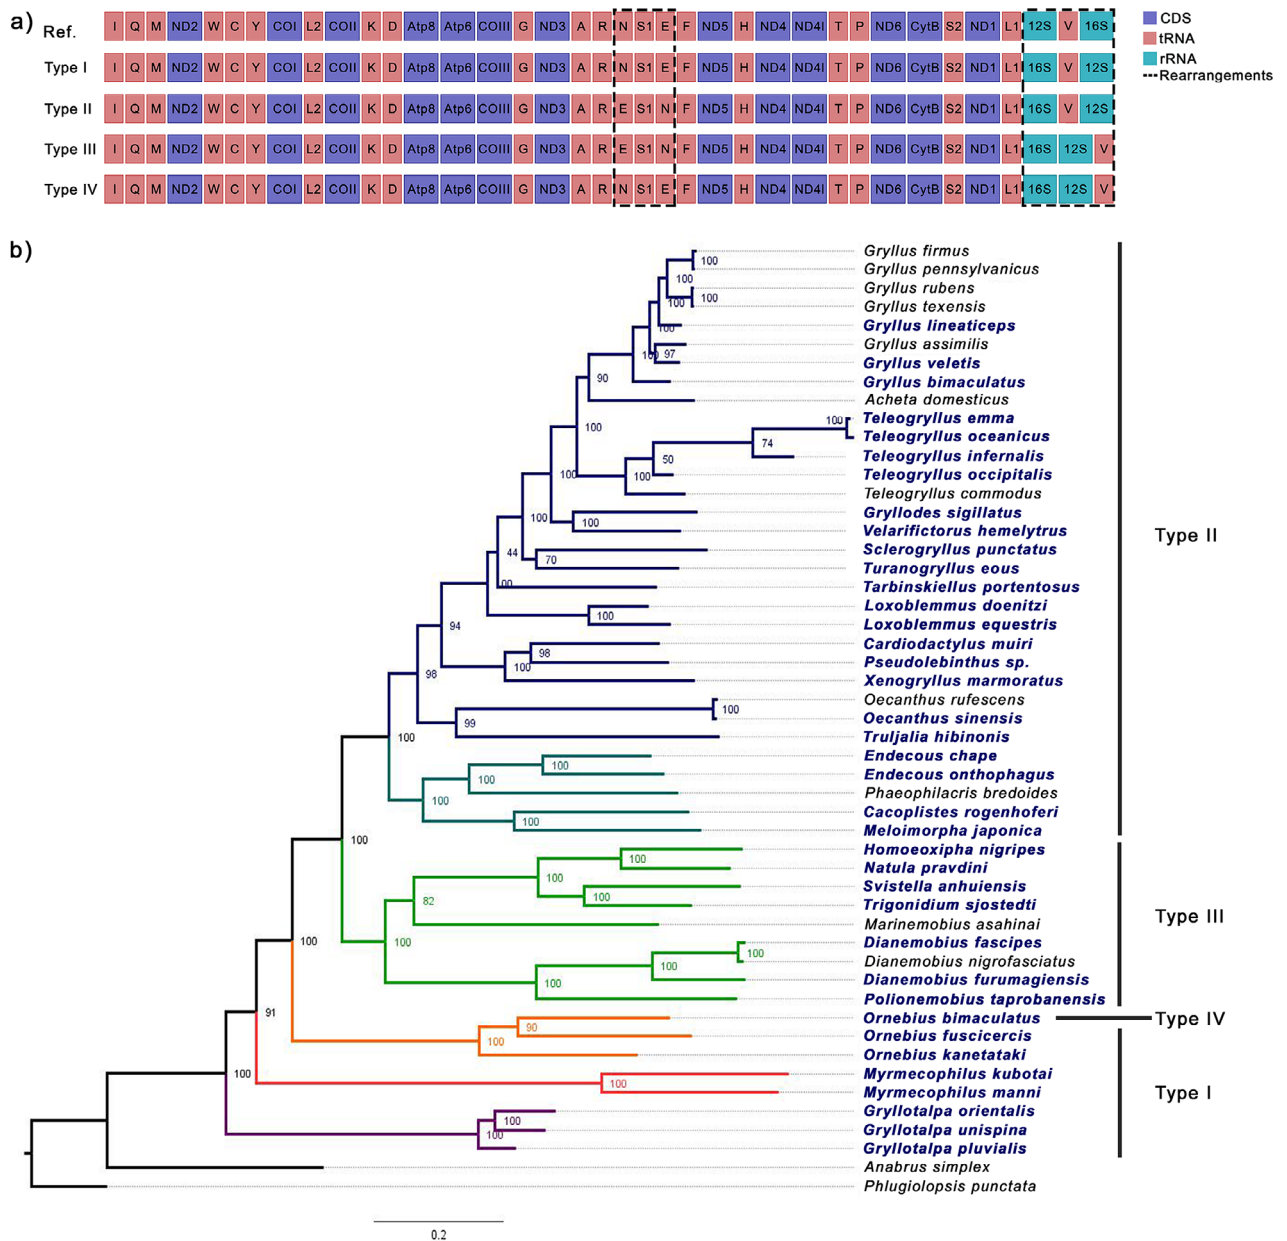 a) Ref. I Q M ND2 W C Y COI L2 COII K D Atp8 Atp6 COIII G ND3 A R N S1 E F ND5 H ND4 ND4l T P ND6 CytB S2 ND1 L1 12S V 16S
Type I I Q M ND2 W C Y COI L2 COII K D Atp8 Atp6 COIII G ND3 A R N S1 E F ND5 H ND4 ND4l T P ND6 CytB S2 ND1 L1 16S V 12S
Type II I Q M ND2 W C Y COI L2 COII K D Atp8 Atp6 COIII G ND3 A R E S1 N F ND5 H ND4 ND4l T P ND6 CytB S2 ND1 L1 16S V 12S
Type III I Q M ND2 W C Y COI L2 COII K D Atp8 Atp6 COIII G ND3 A R E S1 N F ND5 H ND4 ND4l T P ND6 CytB S2 ND1 L1 16S 12S V
Type IV I Q M ND2 W C Y COI L2 COII K D Atp8 Atp6 COIII G ND3 A R N S1 E F ND5 H ND4 ND4l T P ND6 CytB S2 ND1 L1 16S 12S V
CDS
tRNA
rRNA
Rearrangements
b)
Gryllus firmus
100
Gryllus pennsylvanicus
100
Gryllus rubens
100
100
Gryllus texensis
Gryllus lineaticeps
100
Gryllus assimilis
100 97
Gryllus veletis
90
Gryllus bimaculatus
Acheta domesticus
Teleogryllus emma
100
100
Teleogryllus oceanicus
74
Teleogryllus infernalis
50
Teleogryllus occipitalis
100
100
Teleogryllus commodus
Gryllodes sigillatus
100
100
Velarifictorus hemelytrus
Type II
Sclerogryllus punctatus
44
70
Turanogryllus eous
Tarbinskiellus portentosus
Loxoblemmus doenitzi
100
Loxoblemmus equestris
94
Cardiodactylus muiri
98
Pseudolebinthus sp.
100
98
Xenogryllus marmoratus
Oecanthus rufescens
100
Oecanthus sinensis
99
Truljalia hibinonis
100
Endecous chape
100
Endecous onthophagus
100
Phaeophilacris bredoides
100
Cacoplistes rogenhoferi
100
Meloimorpha japonica
100
Homoeoxipha nigripes
100
Natula pravdini
100
Svistella anhuiensis
100
Trigonidium sjostedti
82
Type III
Marinemobius asahinai
100
100
Dianemobius fascipes
100
Dianemobius nigrofasciatus
100
Dianemobius furumagiensis
100
Polionemobius taprobanensis
91
Ornebius bimaculatus
Type IV
90
Ornebius fuscicercis
100
Ornebius kanetataki
100
Myrmecophilus kubotai
100
Myrmecophilus manni
Type I
Gryllotalpa orientalis
100
Gryllotalpa unispina
100
Gryllotalpa pluvialis
Anabrus simplex
Phlugiolopsis punctata
0.2